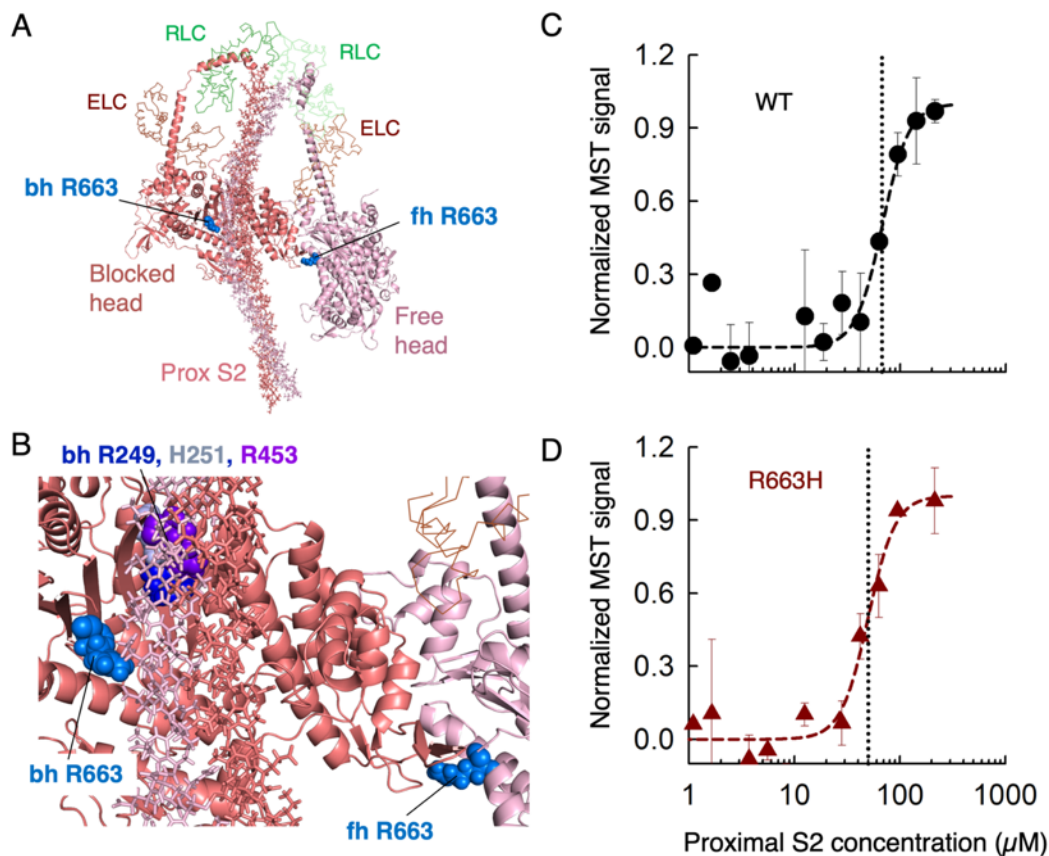 A
RLC
RLC
ELC
ELC
bh R663
fh R663
Blocked
head
Free
head
Prox S2
B
bh R249, H251, R453
bh R663
fh R663
C
1.2
WT
0.9
0.6
0.3
0.0
Normalized MST signal
D
1.2
R663H
0.9
0.6
0.3
0.0
Normalized MST signal
1 10 100 1000
Proximal S2 concentration (µM)